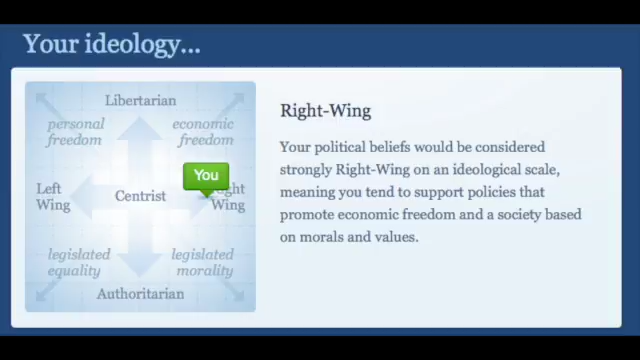 Your ideology...
Libertarian
personal
freedom
economic
freedom
You
Left
Wing
Centrist
Wing
legislated
equality
legislated
morality
Authoritarian
Right-Wing
Your political beliefs would be considered
strongly Right-Wing on an ideological scale,
meaning you tend to support policies that
promote economic freedom and a society based
on morals and values.